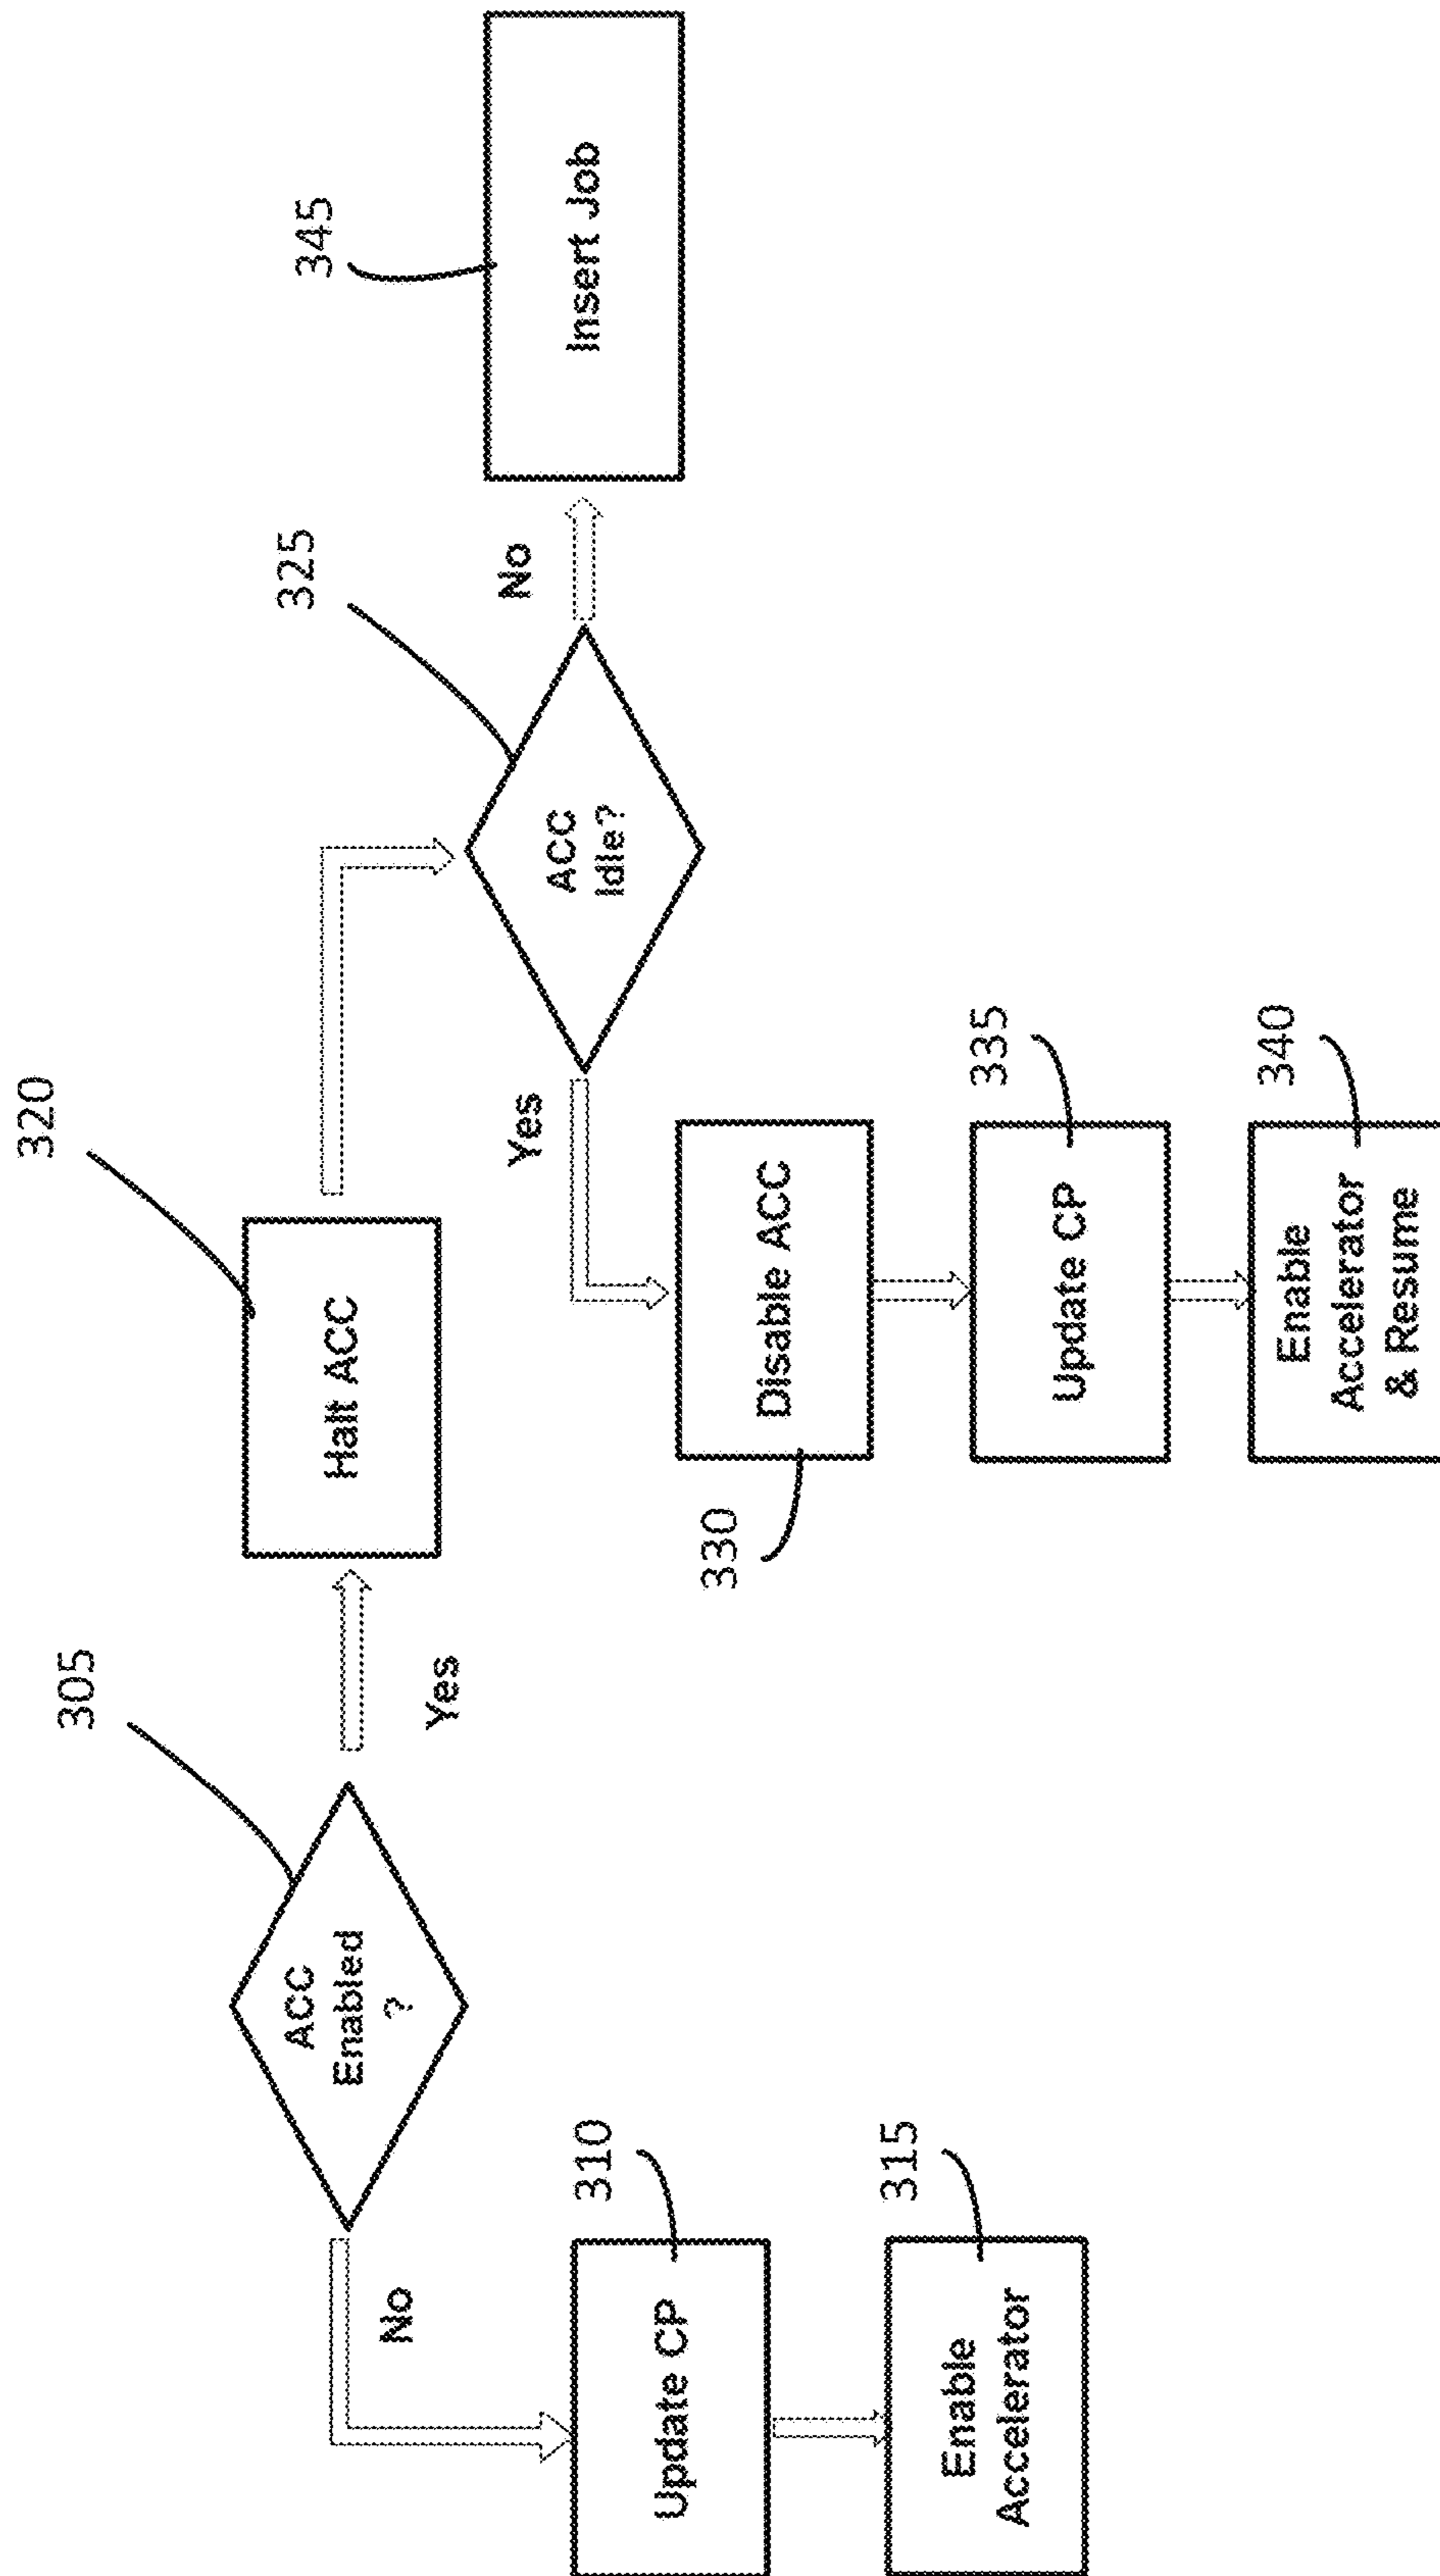 305
ACC
Enabled
?
No
310
Update CP
315
Enable
Accelerator
Yes
320
Halt ACC
325
ACC
Idle?
Yes
330
Disable ACC
335
Update CP
340
Enable
Accelerator
& Resume
No
345
Insert Job